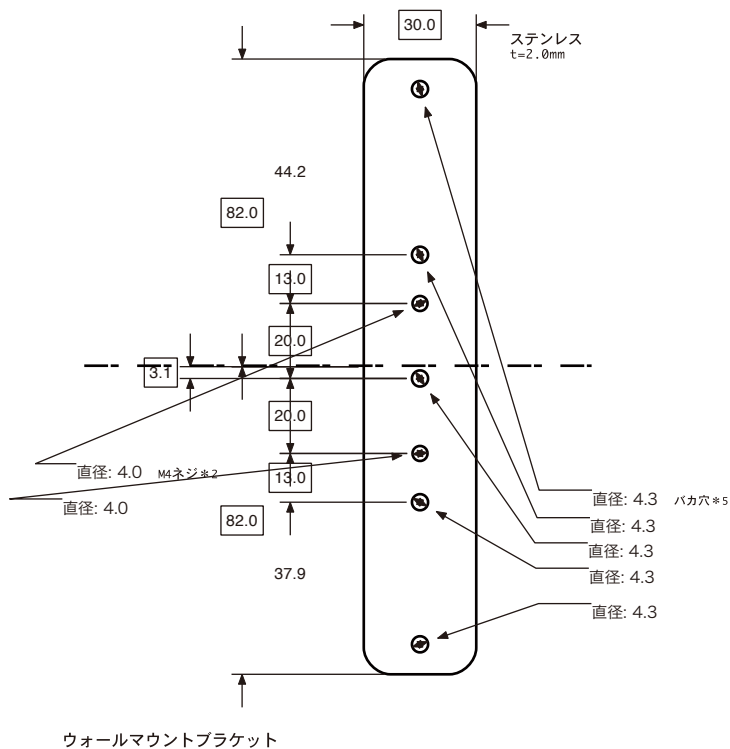 30.0
ステンレス
t=2.0mm
44.2
82.0
13.0
20.0
3.1
20.0
直径: 4.0 M4ネジ*2
13.0
直径: 4.3 バカ穴*5
直径: 4.0
82.0
直径: 4.3
直径: 4.3
37.9
直径: 4.3
直径: 4.3
ウォールマウントブラケット